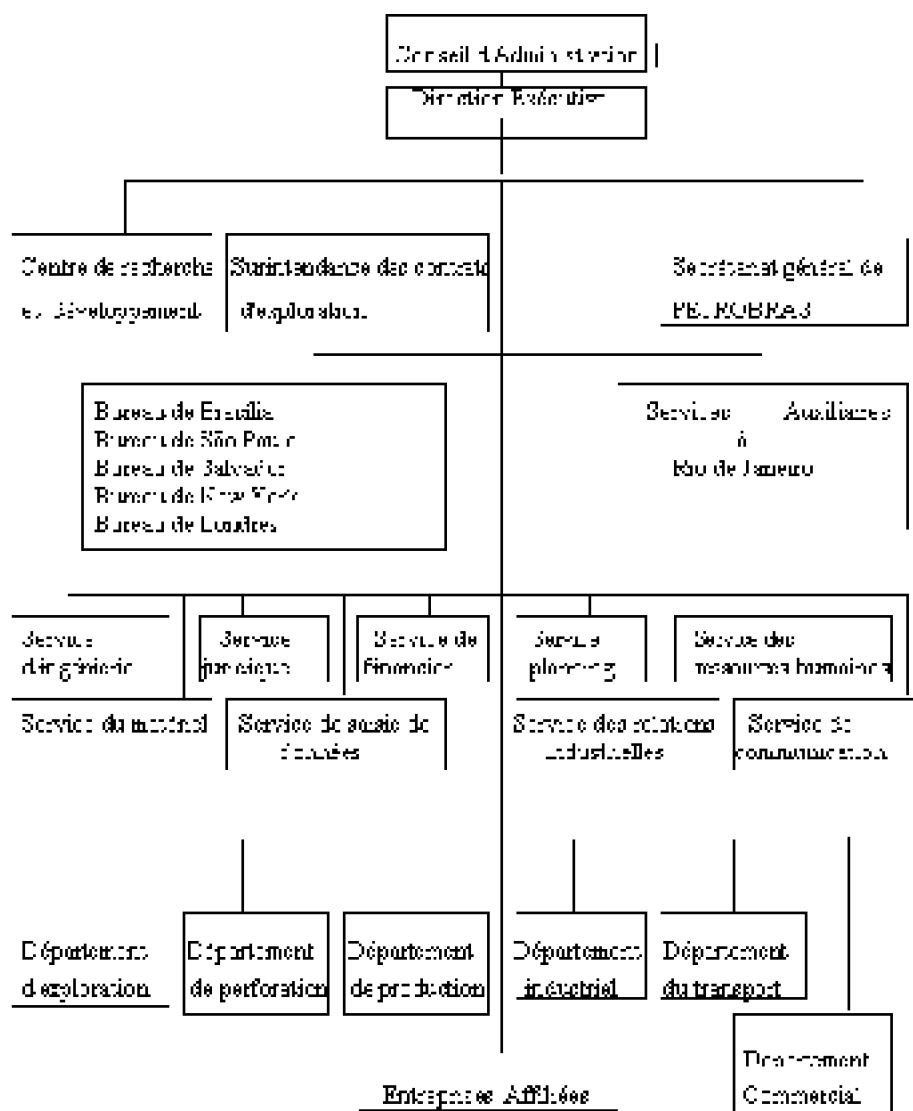 Conseil d'Administration
Direction Exécutive
Centre de recherche
et développement
Surintendance des contrats
d'exploration
Secrétariat général de
PETROBRAS
Bureau de Brasília
Bureau de São Paulo
Bureau de Salvador
Bureau de New York
Bureau de Londres
Services Auxiliaires
à
Rio de Janeiro
Service
d'ingénierie
Service
juridique
Service de
financier
Service
planning
Service des
ressources humaines
Service du matériel
Service de saisie de
données
Service des relations
industrielles
Service de
communication
Département
d'exploration
Département
de perforation
Département
de production
Département
industriel
Département
du transport
Département
Commercial
Entreprises Affiliées